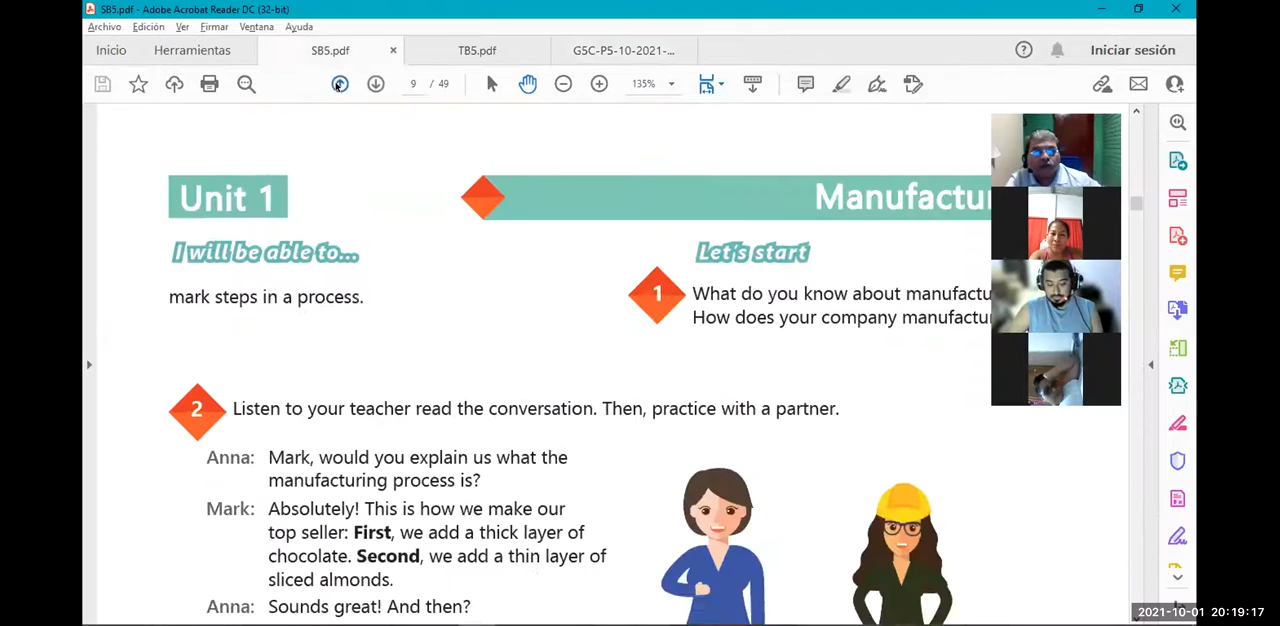 SB5.pdf - Adobe Acrobat Reader DC (32-bit)
Archivo Edición Ver Firmar Ventana Ayuda
Inicio Herramientas SB5.pdf × TB5.pdf G5C-P5-10-2021-... Iniciar sesión
9 / 49 135%
Unit 1
Manufactu
I will be able to...
Let's start
mark steps in a process.
1 What do you know about manufactu
How does your company manufactu
2 Listen to your teacher read the conversation. Then, practice with a partner.
Anna: Mark, would you explain us what the
manufacturing process is?
Mark: Absolutely! This is how we make our
top seller: First, we add a thick layer of
chocolate. Second, we add a thin layer of
sliced almonds.
Anna: Sounds great! And then?
2021-10-01 20:19:17